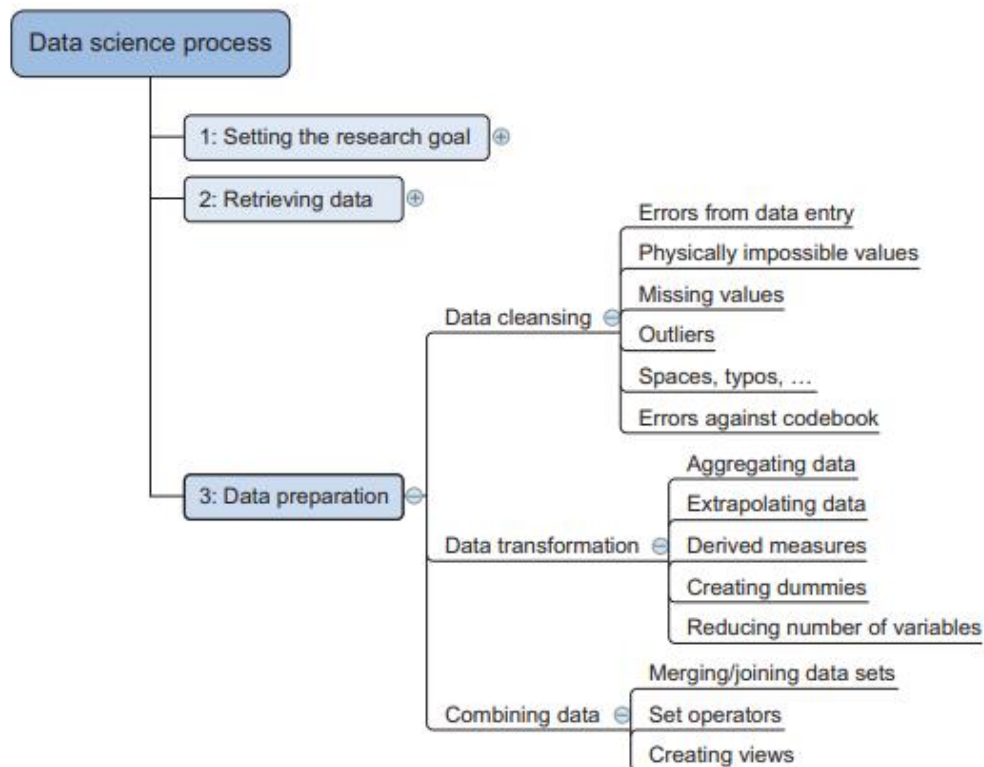 Data science process
1: Setting the research goal
2: Retrieving data
Errors from data entry
Physically impossible values
Missing values
Data cleansing
Outliers
Spaces, typos, …
Errors against codebook
3: Data preparation
Aggregating data
Extrapolating data
Data transformation
Derived measures
Creating dummies
Reducing number of variables
Merging/joining data sets
Combining data
Set operators
Creating views